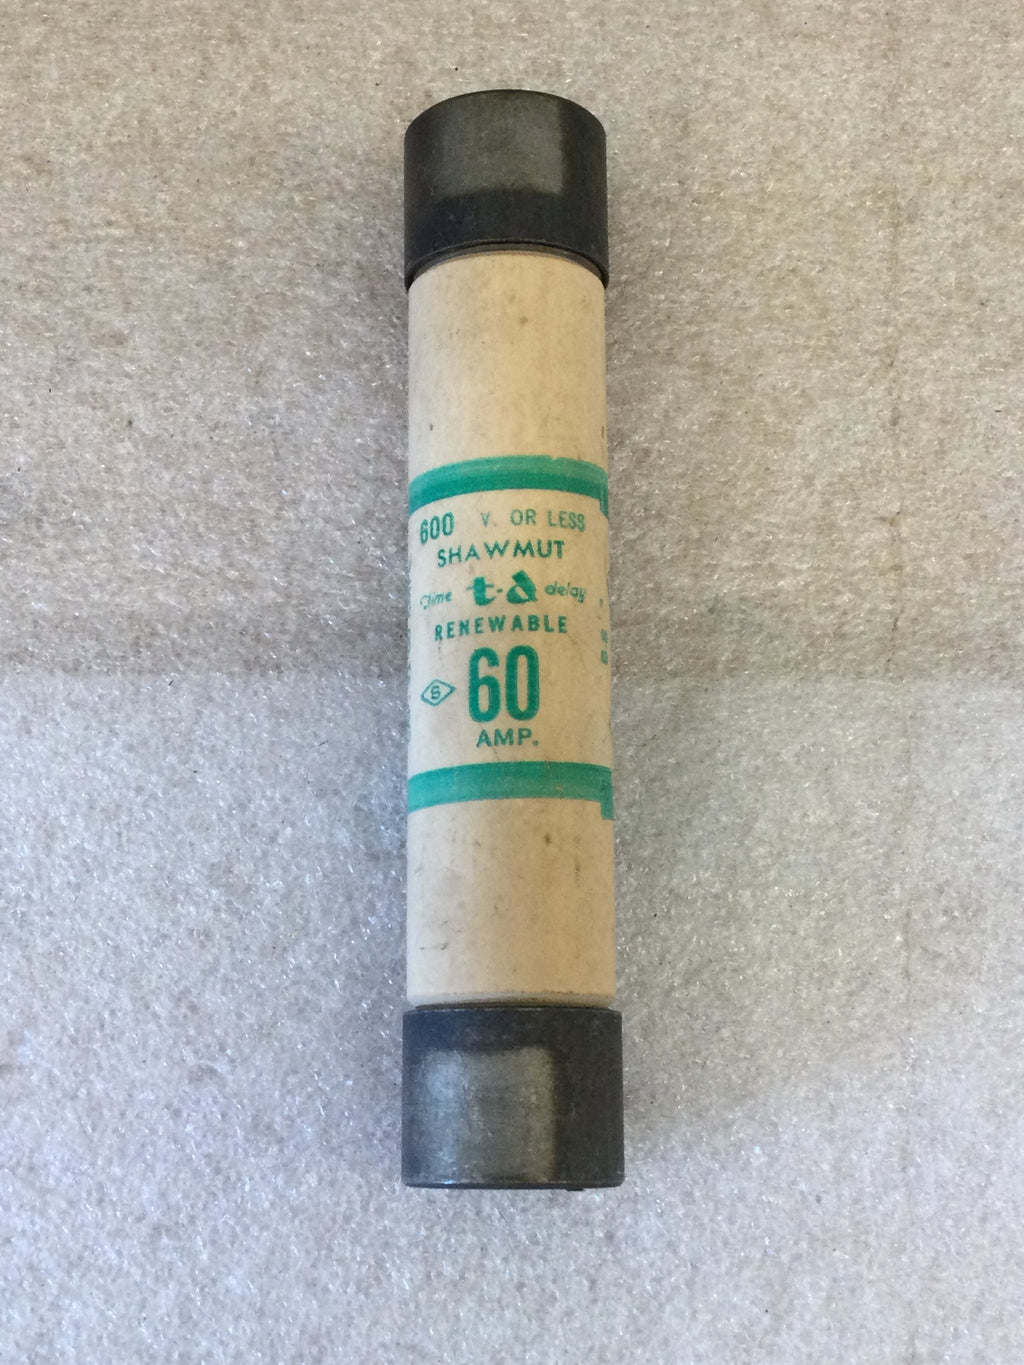 600 V. OR LESS
SHAWMUT
time t-d delay
RENEWABLE
S
60
AMP.